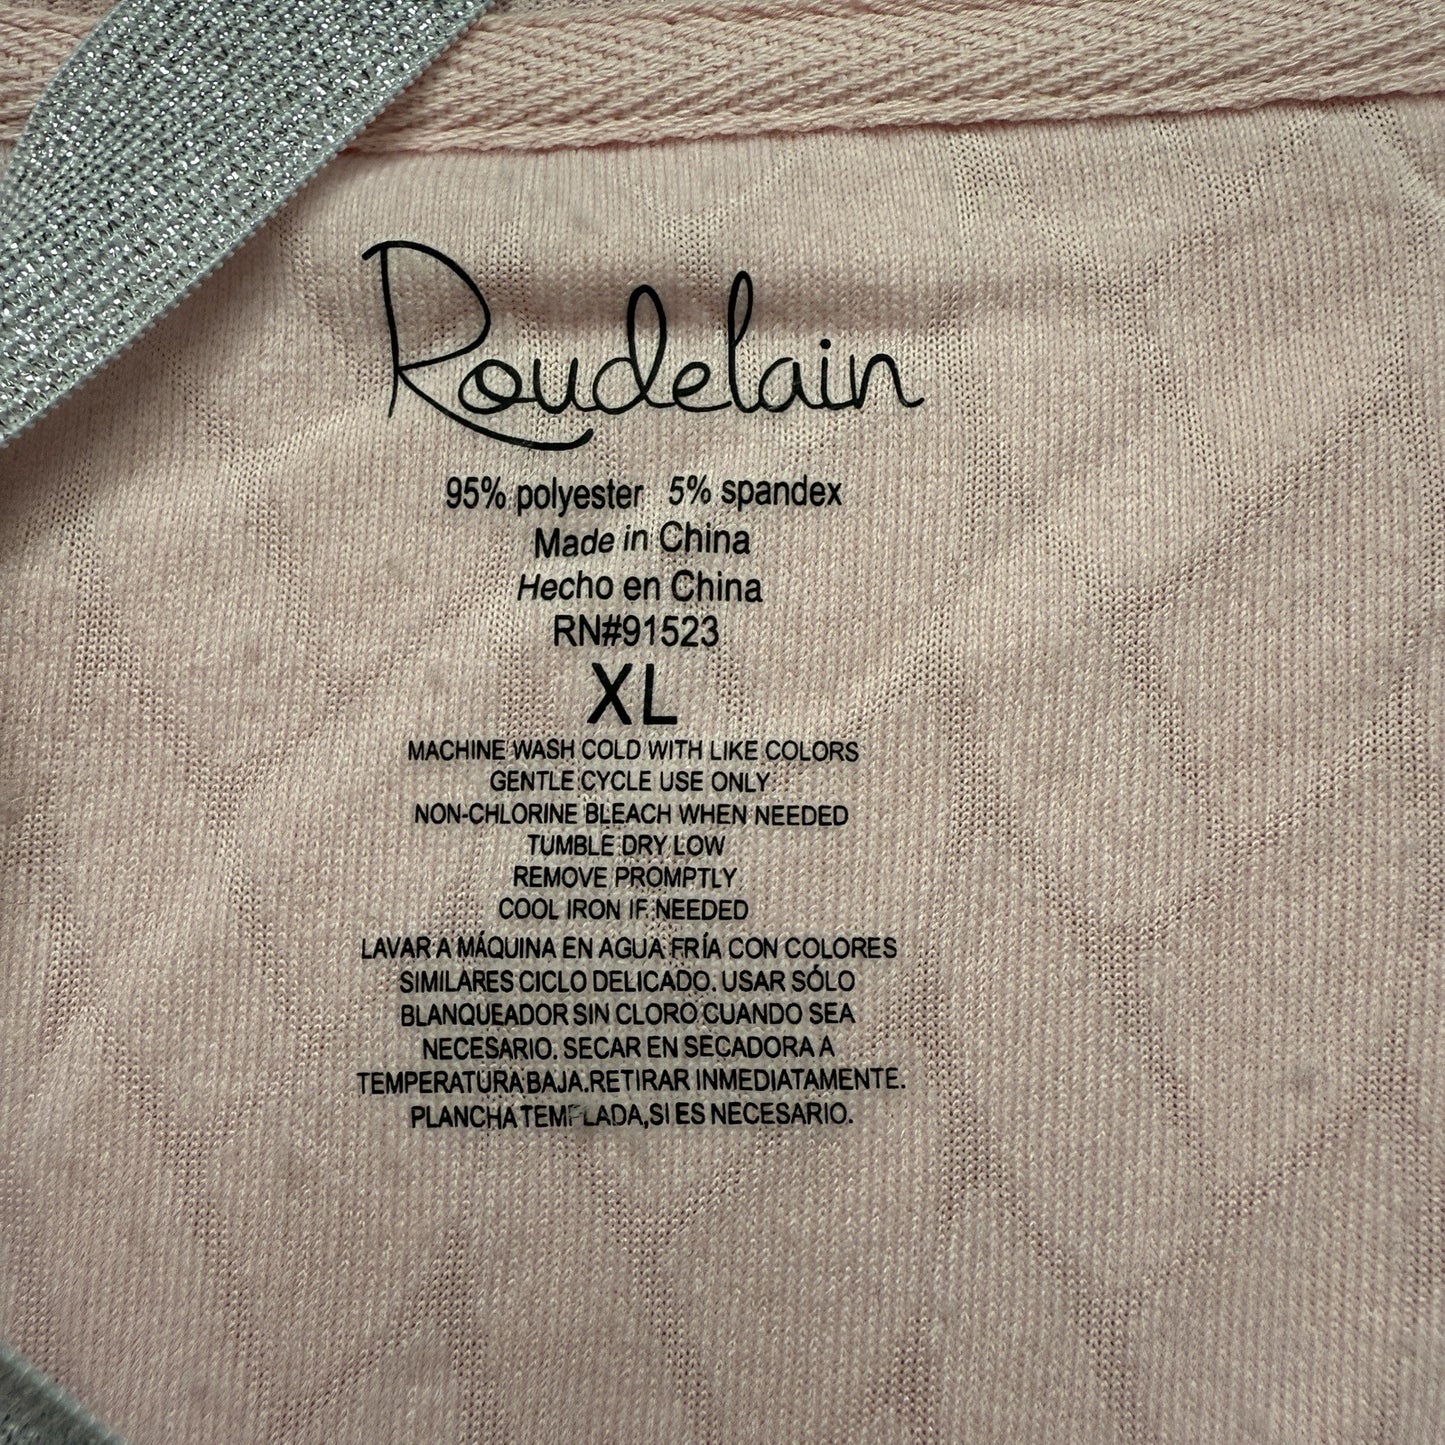 Roudelain
95% polyester 5% spandex
Made in China
Hecho en China
RN#91523
XL
MACHINE WASH COLD WITH LIKE COLORS
GENTLE CYCLE USE ONLY
NON-CHLORINE BLEACH WHEN NEEDED
TUMBLE DRY LOW
REMOVE PROMPTLY
COOL IRON IF NEEDED
LAVAR A MÁQUINA EN AGUA FRÍA CON COLORES
SIMILARES CICLO DELICADO. USAR SÓLO
BLANQUEADOR SIN CLORO CUANDO SEA
NECESARIO. SECAR EN SECADORA A
TEMPERATURA BAJA.RETIRAR INMEDIATAMENTE.
PLANCHA TEMPLADA,SI ES NECESARIO.